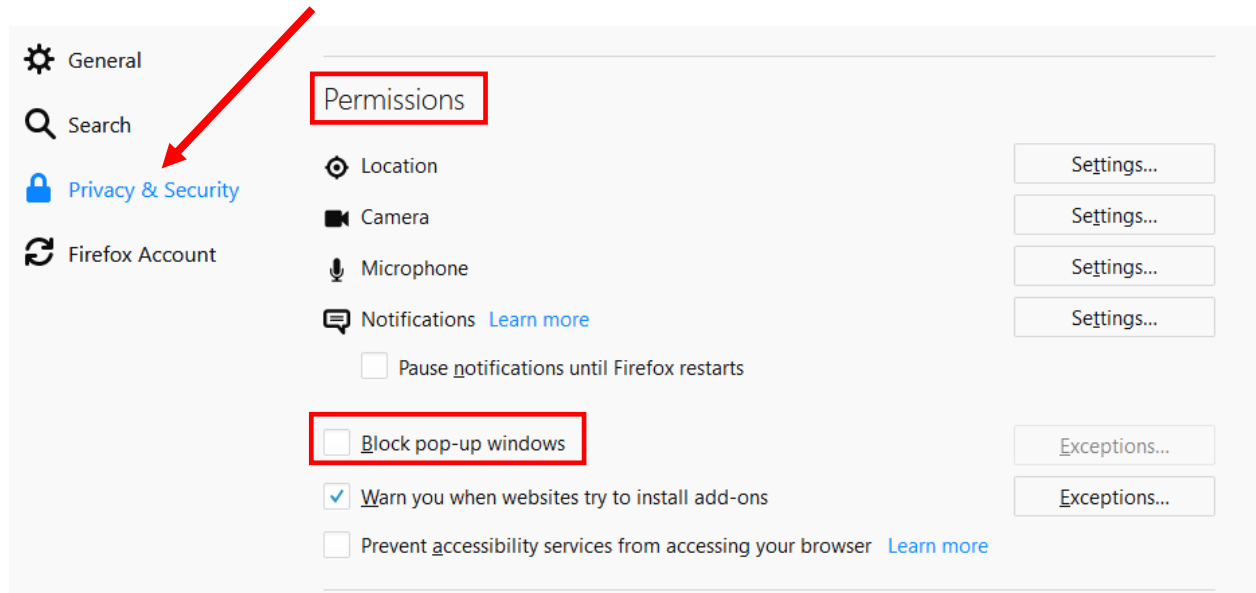 General
Search
Privacy & Security
Firefox Account
Permissions
Location Settings...
Camera Settings...
Microphone Settings...
Notifications Learn more Settings...
Pause notifications until Firefox restarts
Block pop-up windows Exceptions...
Warn you when websites try to install add-ons Exceptions...
Prevent accessibility services from accessing your browser Learn more